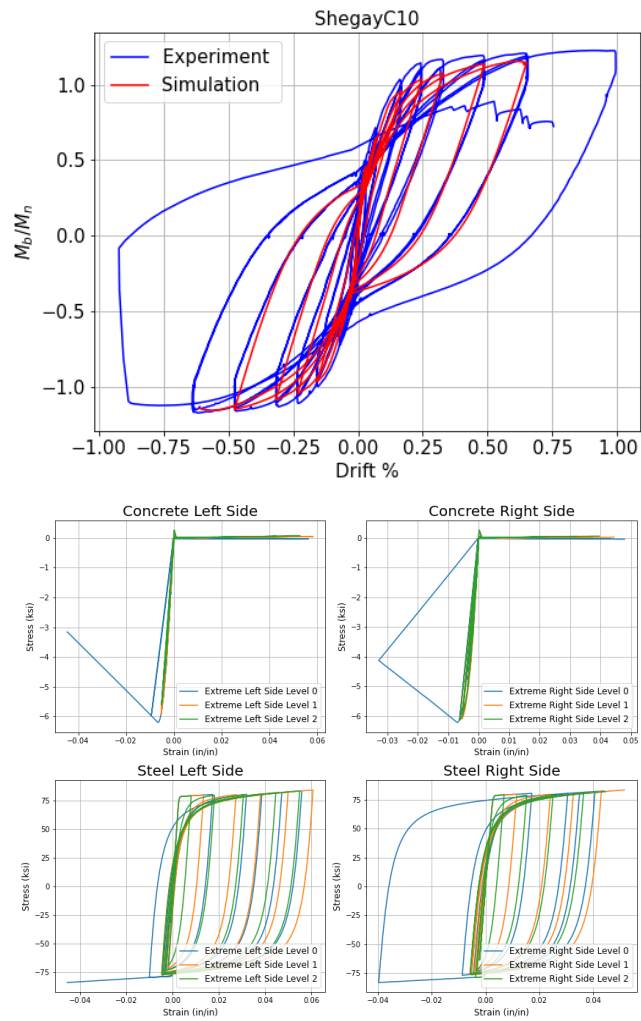 ShegayC10
Experiment
Simulation
1.0
0.5
0.0
−0.5
−1.0
M_b/M_n
−1.00 −0.75 −0.50 −0.25 0.00 0.25 0.50 0.75 1.00
Drift %
Concrete Left Side
0
−1
−2
−3
−4
−5
−6
Stress (ksi)
Extreme Left Side Level 0
Extreme Left Side Level 1
Extreme Left Side Level 2
−0.04 −0.02 0.00 0.02 0.04 0.06
Strain (in/in)
Concrete Right Side
0
−1
−2
−3
−4
−5
−6
Stress (ksi)
Extreme Right Side Level 0
Extreme Right Side Level 1
Extreme Right Side Level 2
−0.03 −0.02 −0.01 0.00 0.01 0.02 0.03 0.04 0.05
Strain (in/in)
Steel Left Side
75
50
25
0
−25
−50
−75
Stress (ksi)
Extreme Left Side Level 0
Extreme Left Side Level 1
Extreme Left Side Level 2
−0.04 −0.02 0.00 0.02 0.04 0.06
Strain (in/in)
Steel Right Side
75
50
25
0
−25
−50
−75
Stress (ksi)
Extreme Right Side Level 0
Extreme Right Side Level 1
Extreme Right Side Level 2
−0.04 −0.02 0.00 0.02 0.04
Strain (in/in)